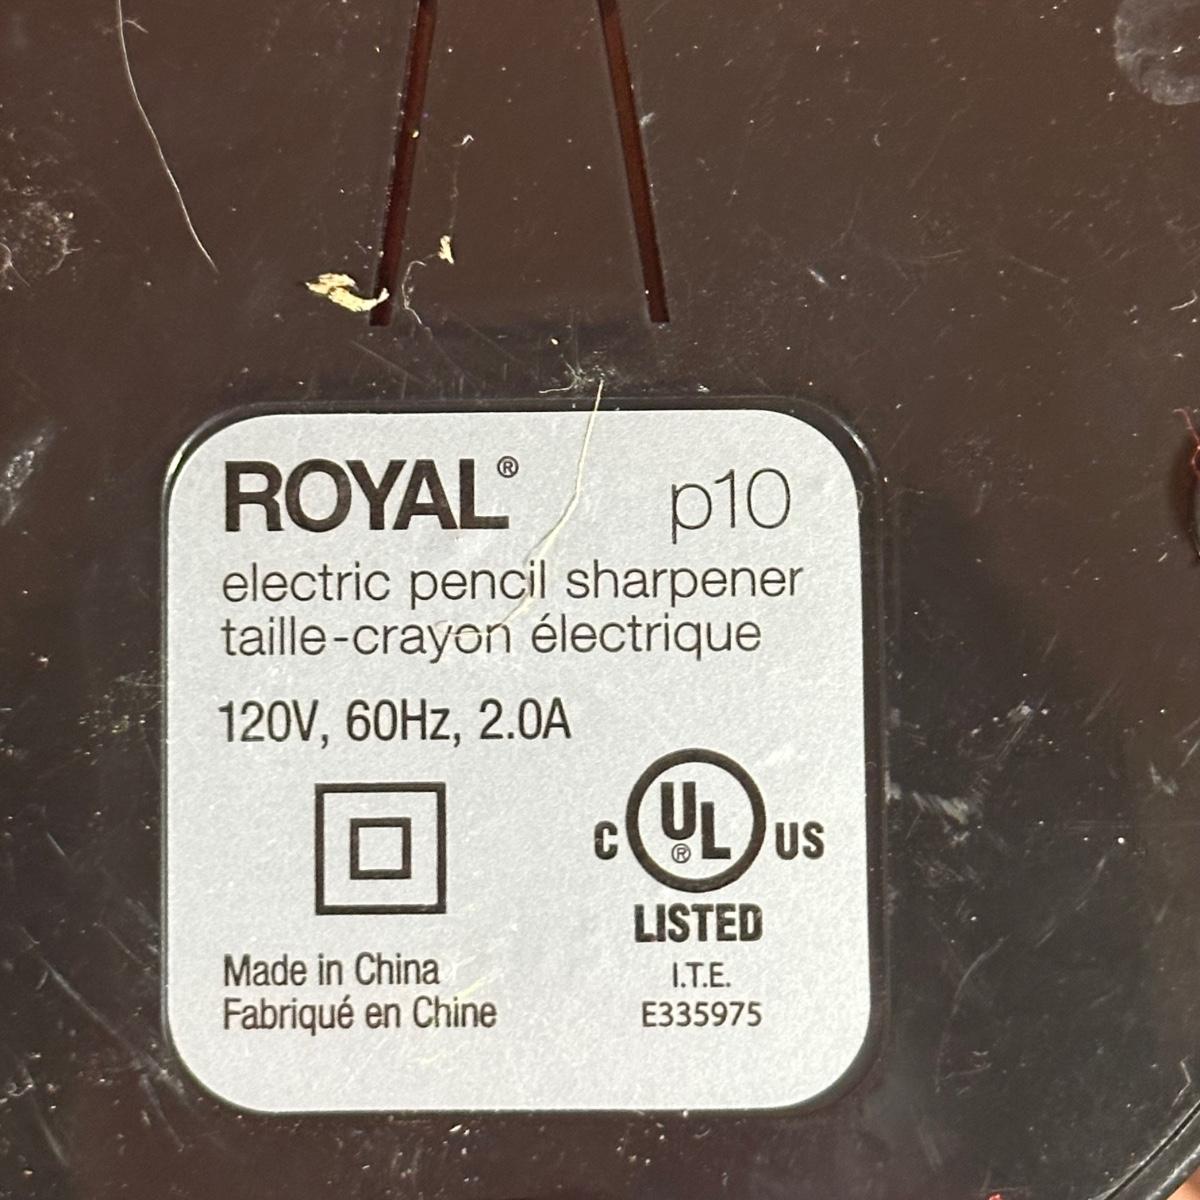 ROYAL® p10
electric pencil sharpener
taille-crayon électrique
120V, 60Hz, 2.0A
C UL® US
LISTED
I.T.E.
E335975
Made in China
Fabriqué en Chine